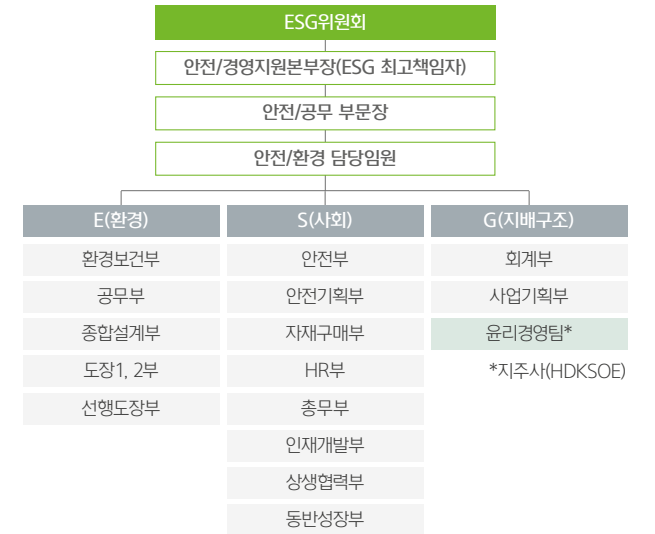 ESG위원회
안전/경영지원본부장(ESG 최고책임자)
안전/공무 부문장
안전/환경 담당임원
E(환경)
환경보건부
공무부
종합설계부
도장1, 2부
선행도장부
S(사회)
안전부
안전기획부
자재구매부
HR부
총무부
인재개발부
상생협력부
동반성장부
G(지배구조)
회계부
사업기획부
윤리경영팀*
*지주사(HDKSOE)